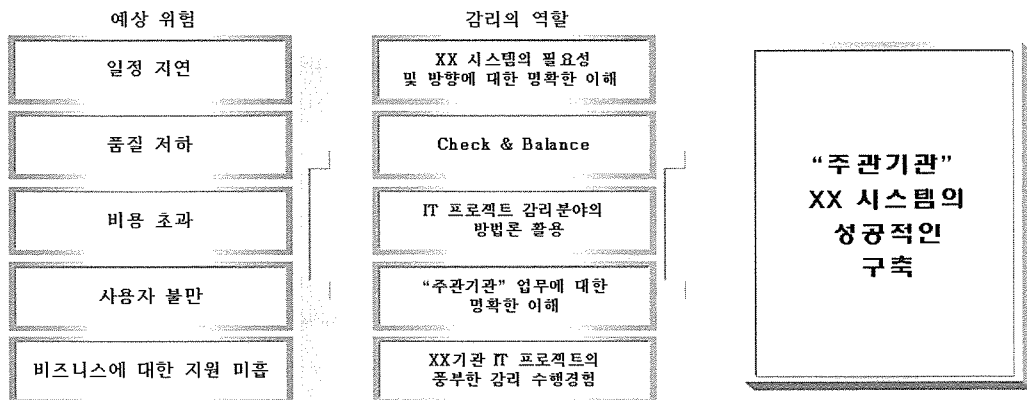 예상 위험
일정 지연
품질 저하
비용 초과
사용자 불만
비즈니스에 대한 지원 미흡
감리의 역할
XX 시스템의 필요성
및 방향에 대한 명확한 이해
Check & Balance
IT 프로젝트 감리분야의
방법론 활용
“주관기관” 업무에 대한
명확한 이해
XX기관 IT 프로젝트의
풍부한 감리 수행경험
“주관기관”
XX 시스템의
성공적인
구축